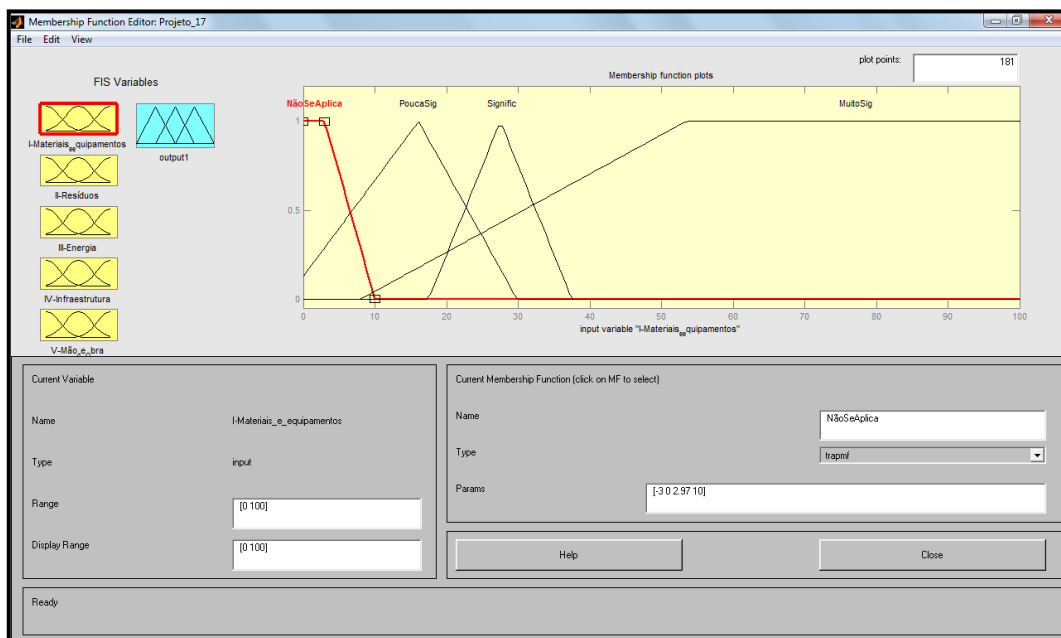 Membership Function Editor: Projeto_17
File Edit View
FIS Variables
I-Materiais_ee_quipamentos
output1
II-Resíduos
III-Energia
IV-Infraestrutura
V-Mão_e_Obra
plot points:
181
Membership function plots
NãoSeAplica PoucaSig Signific MuitoSig
1
0.5
0
0 10 20 30 40 50 60 70 80 90 100
input variable "I-Materiais_ee_quipamentos"
Current Variable
Name I-Materiais_e_equipamentos
Type input
Range [0 100]
Display Range [0 100]
Current Membership Function (click on MF to select)
Name NãoSeAplica
Type trapmf
Params [-3 0 2.97 10]
Help Close
Ready